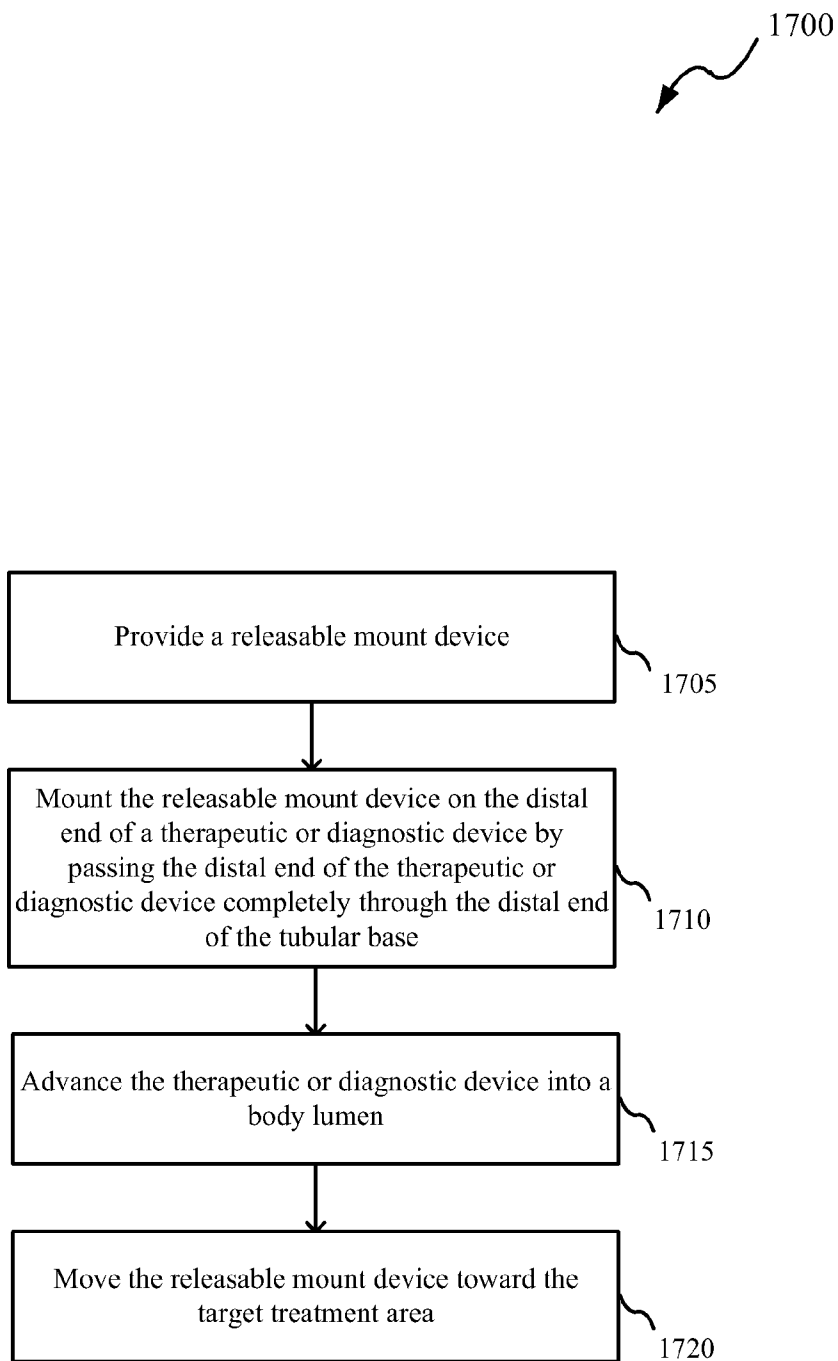 1700
Provide a releasable mount device
1705
Mount the releasable mount device on the distal
end of a therapeutic or diagnostic device by
passing the distal end of the therapeutic or
diagnostic device completely through the distal end
of the tubular base
1710
Advance the therapeutic or diagnostic device into a
body lumen
1715
Move the releasable mount device toward the
target treatment area
1720